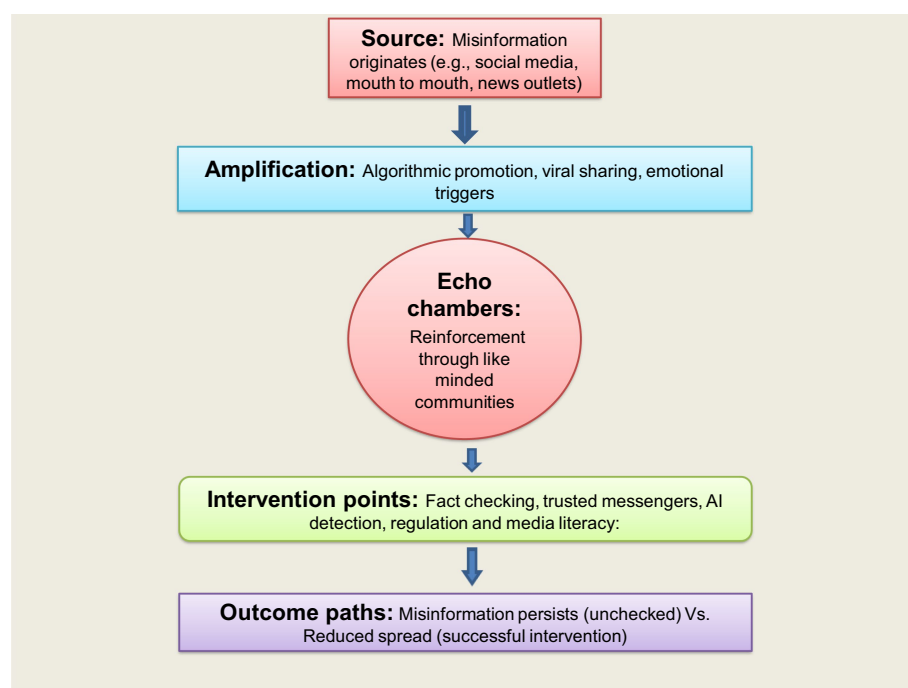 Source: Misinformation
originates (e.g., social media,
mouth to mouth, news outlets)
Amplification: Algorithmic promotion, viral sharing, emotional
triggers
Echo
chambers:
Reinforcement
through like
minded
communities
Intervention points: Fact checking, trusted messengers, AI
detection, regulation and media literacy:
Outcome paths: Misinformation persists (unchecked) Vs.
Reduced spread (successful intervention)